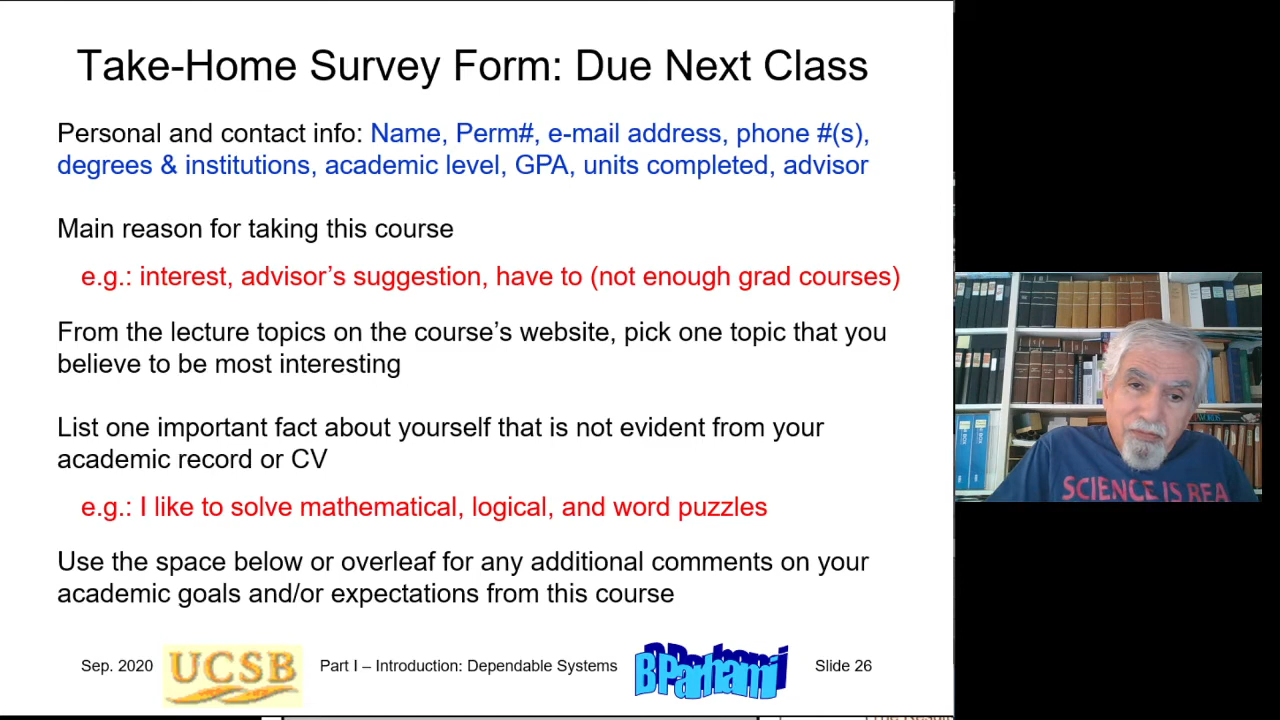 Take-Home Survey Form: Due Next Class
Personal and contact info: Name, Perm#, e-mail address, phone #(s),
degrees & institutions, academic level, GPA, units completed, advisor
Main reason for taking this course
e.g.: interest, advisor’s suggestion, have to (not enough grad courses)
From the lecture topics on the course’s website, pick one topic that you
believe to be most interesting
List one important fact about yourself that is not evident from your
academic record or CV
e.g.: I like to solve mathematical, logical, and word puzzles
Use the space below or overleaf for any additional comments on your
academic goals and/or expectations from this course
SCIENCE IS REA
Sep. 2020
UCSB
Part I – Introduction: Dependable Systems
B Parhami
Slide 26